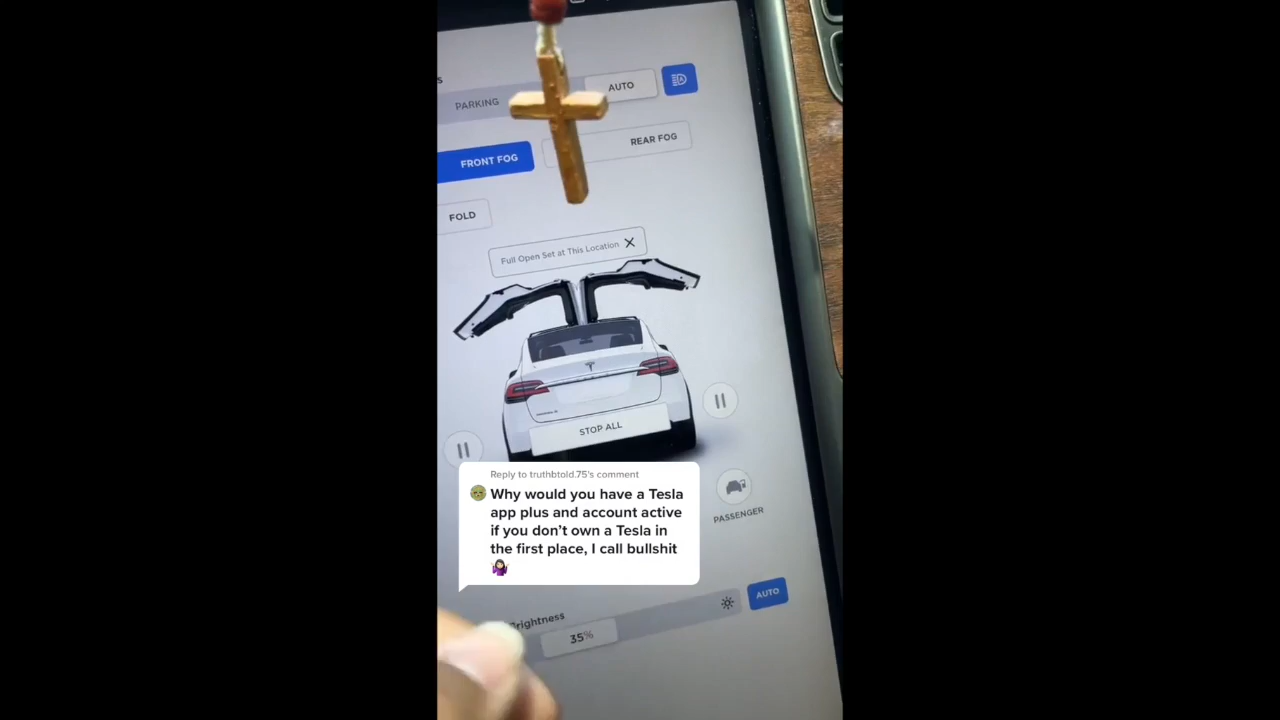 s
PARKING
AUTO
FRONT FOG
REAR FOG
FOLD
Full Open Set at This Location
STOP ALL
Reply to truthbtold.75's comment
Why would you have a Tesla
app plus and account active
if you don't own a Tesla in
the first place, I call bullshit
PASSENGER
Brightness
AUTO
35%